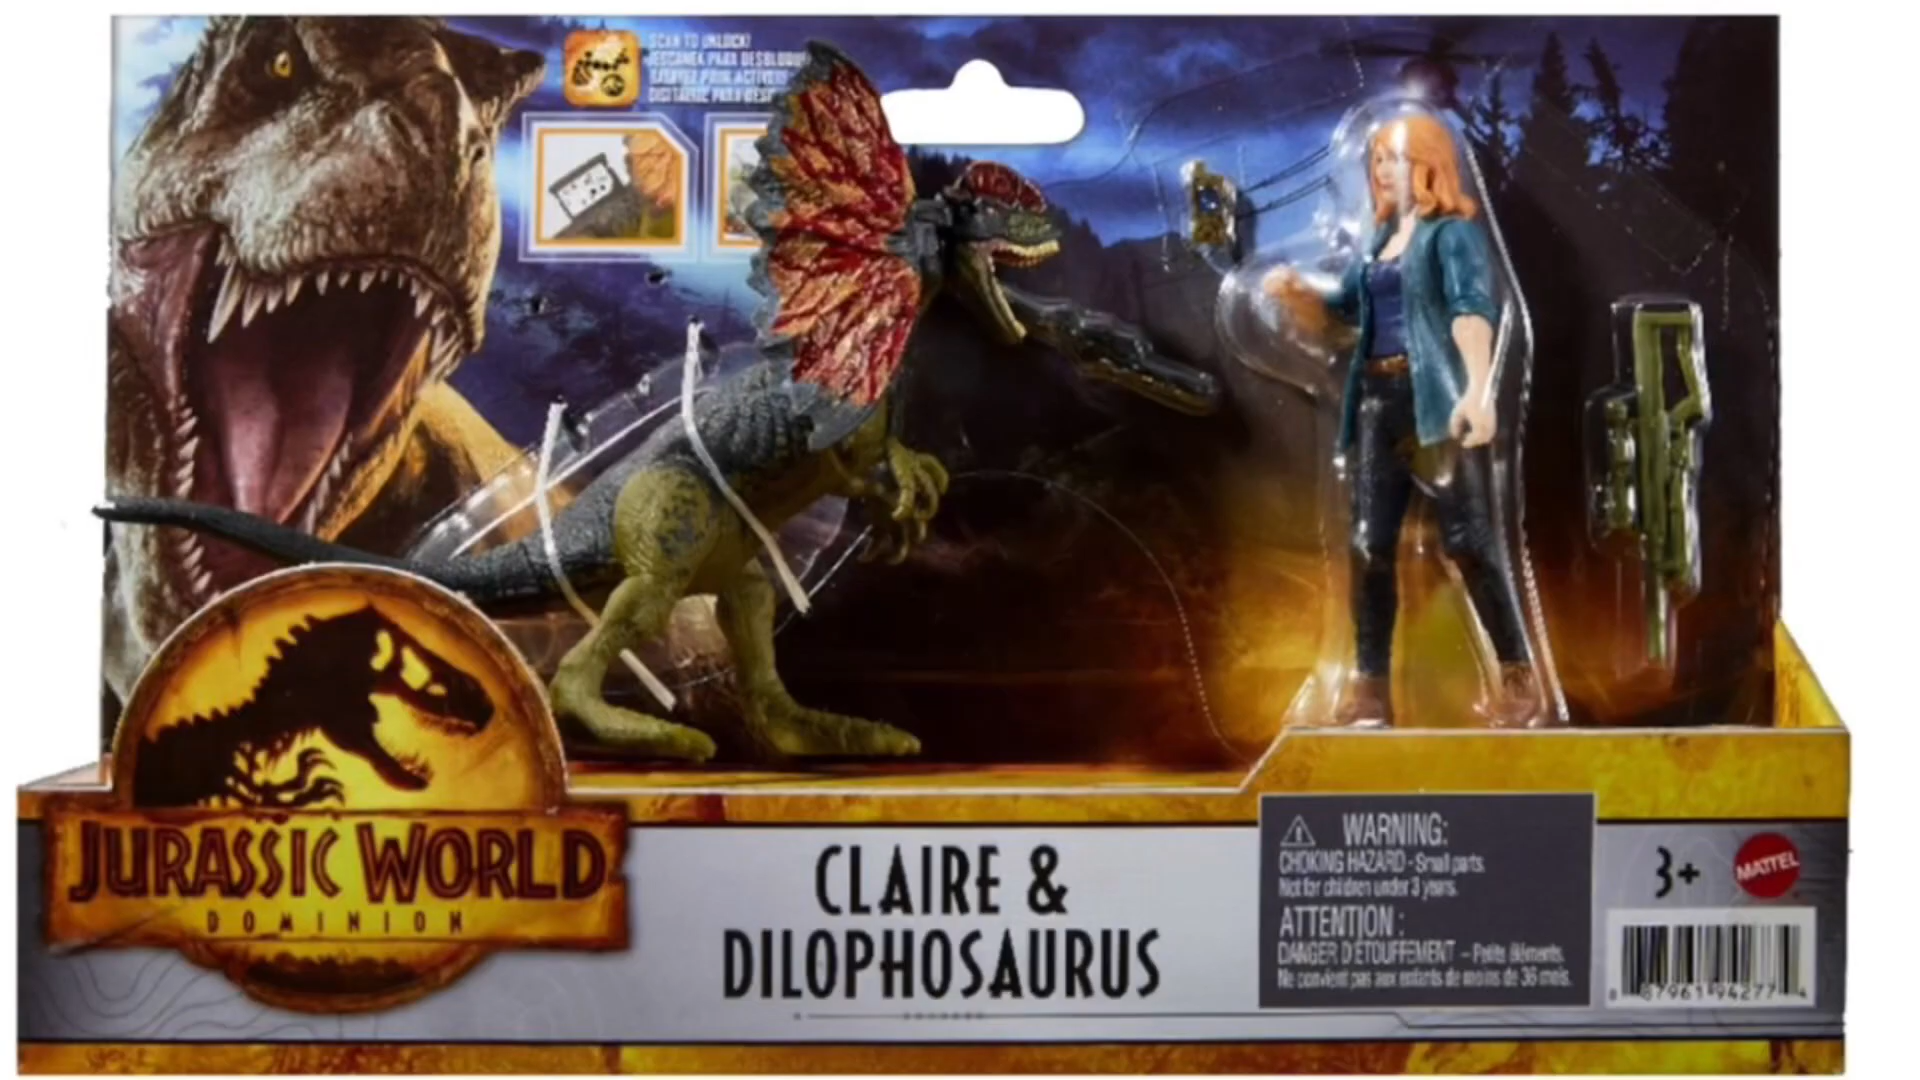 SCAN TO UNLOCK!
JURASSIC WORLD
DOMINION
CLAIRE &
DILOPHOSAURUS
WARNING:
CHOKING HAZARD - Small parts.
Not for children under 3 years.
ATTENTION :
DANGER D'ÉTOUFFEMENT – Petits éléments.
Ne convient pas aux enfants de moins de 36 mois.
3+
MATTEL